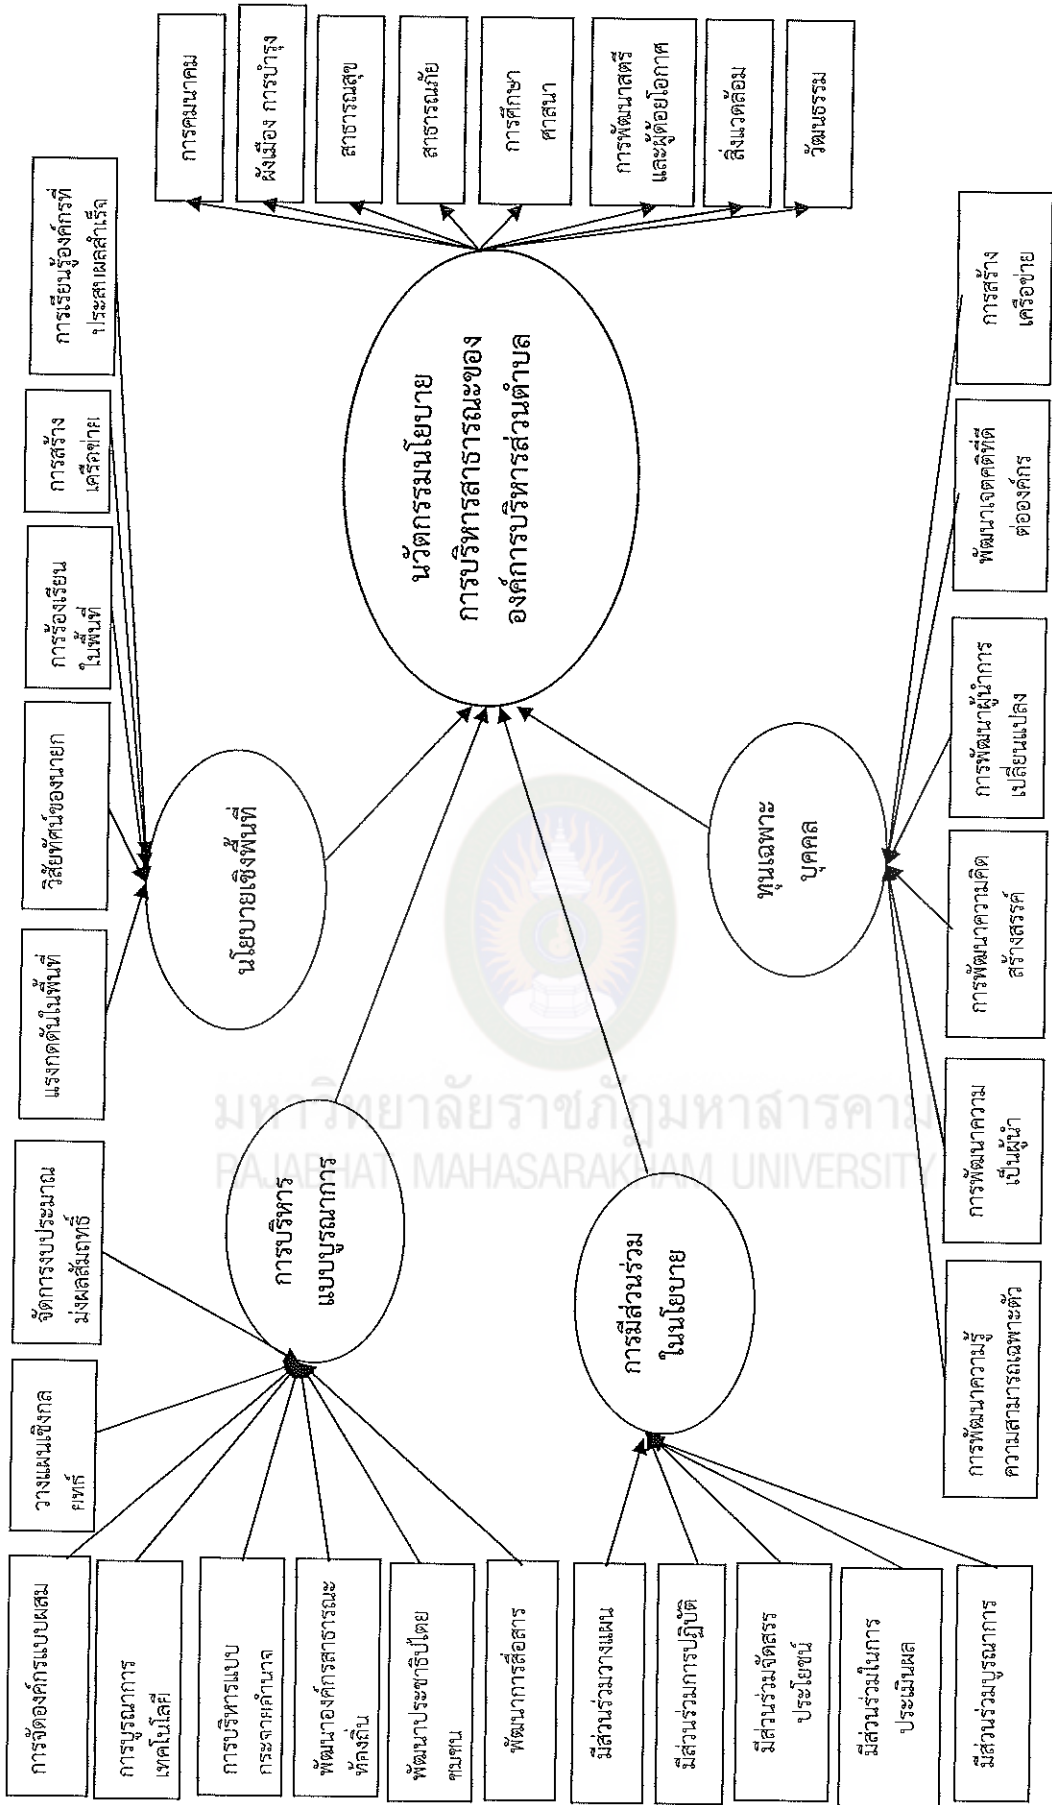 การจัดองค์กรแบบผสม
วางแผนเชิงกล
ยุทธ์
จัดการงบประมาณ
มุ่งผลสัมฤทธิ์
แรงกดดันในพื้นที่
วิสัยทัศน์ของนายก
การร้องเรียน
ในพื้นที่
การสร้าง
เครือข่าย
การเรียนรู้องค์กรที่
ประสบผลสำเร็จ
การบูรณาการ
เทคโนโลยี
การบริหารแบบ
กระจายอำนาจ
พัฒนาองค์กรสาธารณะ
ท้องถิ่น
พัฒนาประชาธิปไตย
ชุมชน
พัฒนาการสื่อสาร
การบริหาร
แบบบูรณาการ
นโยบายเชิงพื้นที่
นวัตกรรมนโยบาย
การบริหารสาธารณะของ
องค์การบริหารส่วนตำบล
การคมนาคม
ผังเมือง การบำรุง
สาธารณสุข
สาธารณภัย
การศึกษา
ศาสนา
การพัฒนาสตรี
และผู้ด้อยโอกาศ
สิ่งแวดล้อม
วัฒนธรรม
มหาวิทยาลัยราชภัฏมหาสารคาม
RAJABHAT MAHASARAKHAM UNIVERSITY
มีส่วนร่วมวางแผน
มีส่วนร่วมการปฏิบัติ
มีส่วนร่วมจัดสรร
ประโยชน์
มีส่วนร่วมในการ
ประเมินผล
มีส่วนร่วมบูรณาการ
การมีส่วนร่วม
ในนโยบาย
ทุนเฉพาะ
บุคคล
การพัฒนาความรู้
ความสามารถเฉพาะตัว
การพัฒนาความ
เป็นผู้นำ
การพัฒนาความคิด
สร้างสรรค์
การพัฒนาผู้นำการ
เปลี่ยนแปลง
พัฒนาเจตคติที่ดี
ต่อองค์กร
การสร้าง
เครือข่าย